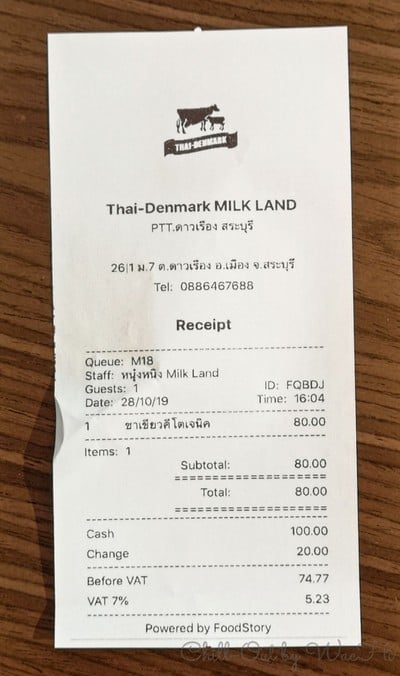 THAI-DENMARK
Thai-Denmark MILK LAND
PTT.ดาวเรือง สระบุรี
26|1 ม.7 ต.ดาวเรือง อ.เมือง จ.สระบุรี
Tel: 0886467688
Receipt
Queue: M18
Staff: หนุ่งหนิง Milk Land
Guests: 1 ID: FQBDJ
Date: 28/10/19 Time: 16:04
1 ชาเขียวคีโตเจนิค 80.00
Items: 1
Subtotal: 80.00
Total: 80.00
Cash 100.00
Change 20.00
Before VAT 74.77
VAT 7% 5.23
Powered by FoodStory
Chill Out by